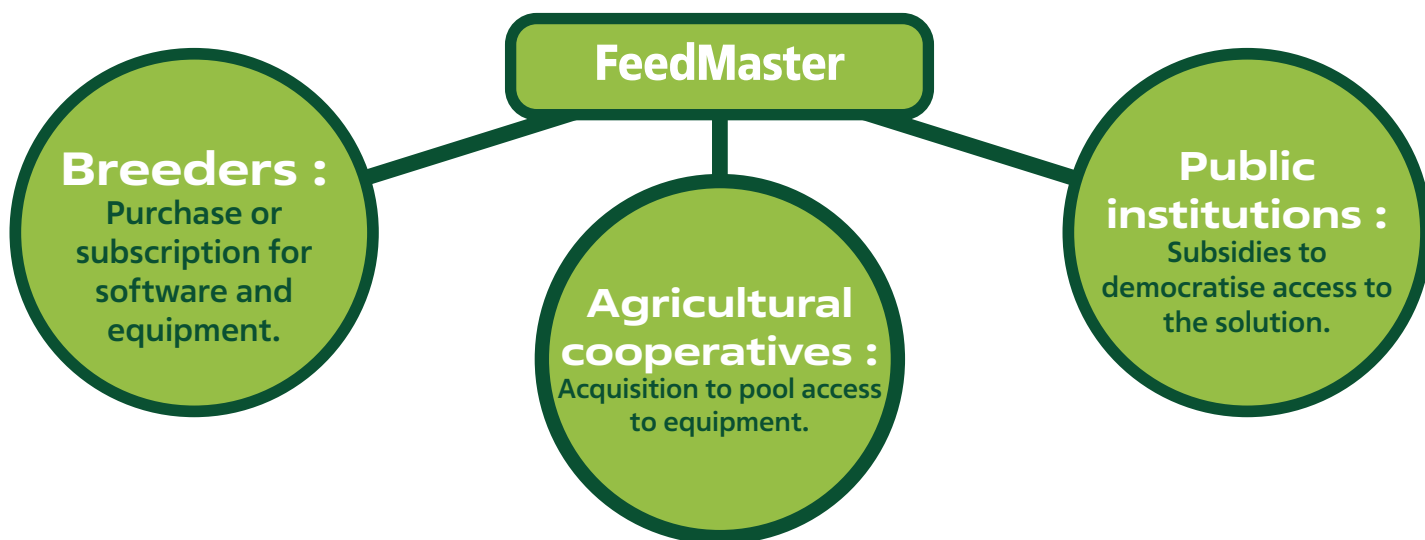 FeedMaster
Breeders :
Purchase or
subscription for
software and
equipment.
Agricultural
cooperatives :
Acquisition to pool access
to equipment.
Public
institutions :
Subsidies to
democratise access to
the solution.